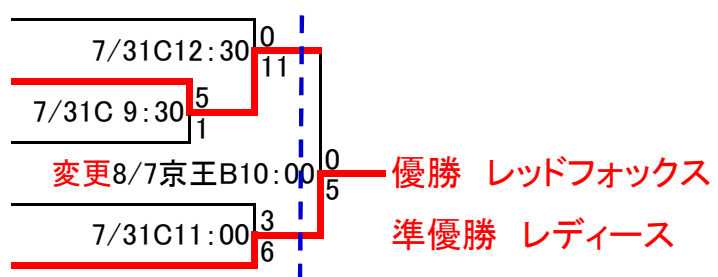 0
7/31C12:30
11
5
7/31C 9:30
1
変更8/7京王B10:00
0
5
優勝 レッドフォックス
3
7/31C11:00
6
準優勝 レディース